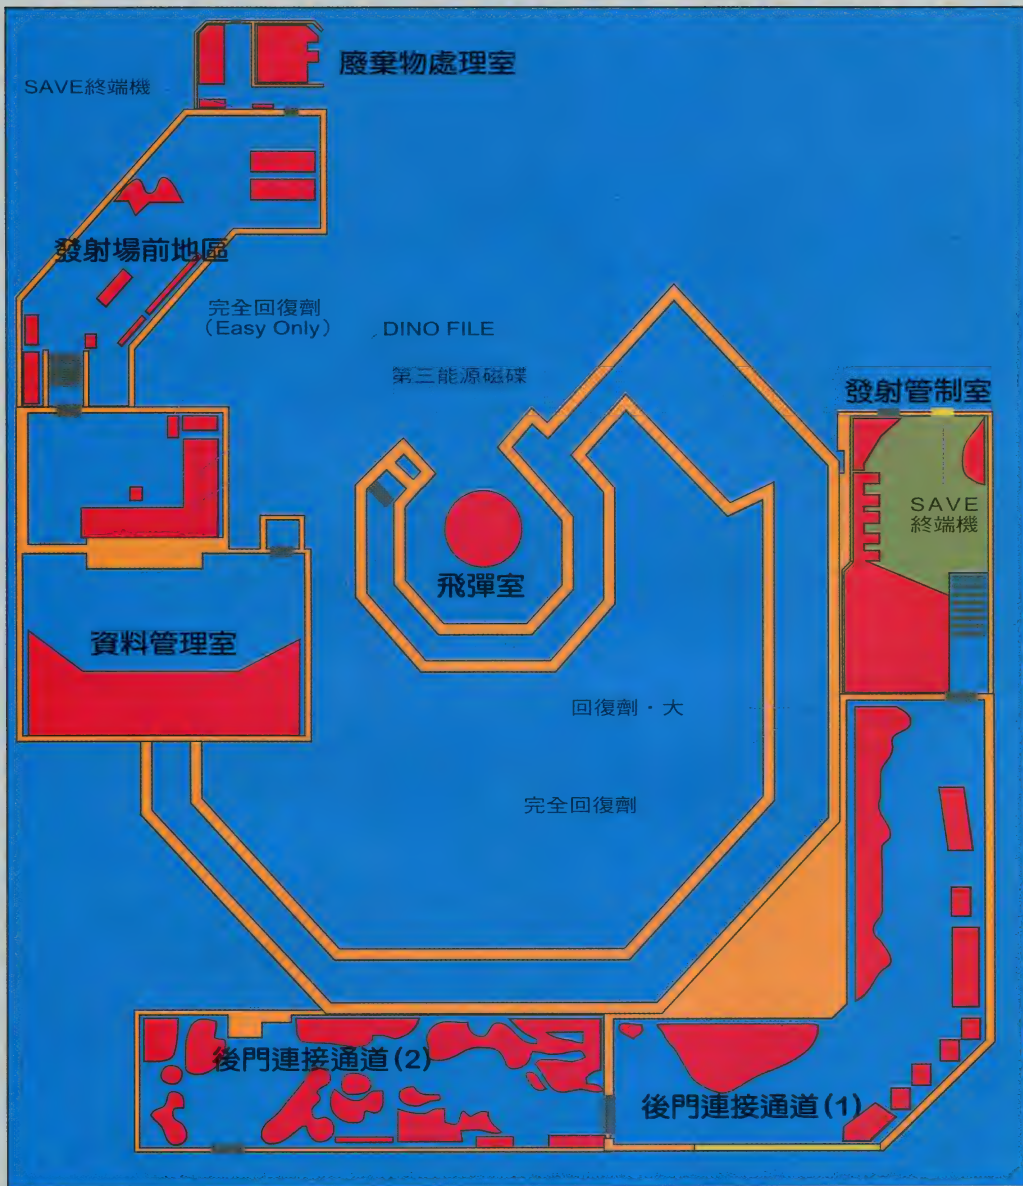 廢棄物處理室
SAVE終端機
發射場前地區
完全回復劑
（Easy Only）
DINO FILE
第三能源磁碟
發射管制室
SAVE
終端機
飛彈室
資料管理室
回復劑・大
完全回復劑
後門連接通道(2)
後門連接通道(1)